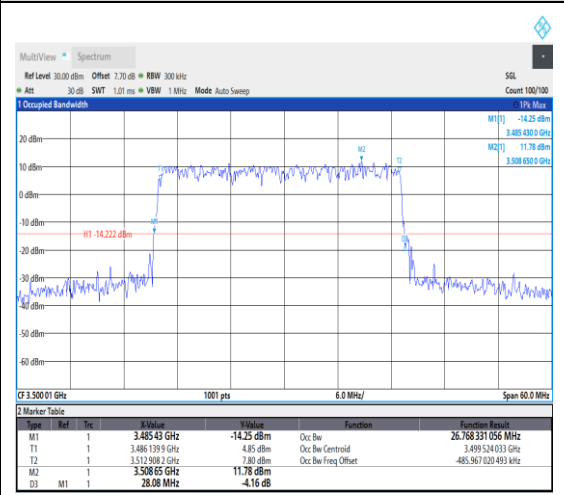 MultiView Spectrum
Ref Level 30.00 dBm Offset 7.70 dB RBW 300 kHz SGL
Att 30 dB SWT 1.01 ms VBW 1 MHz Mode Auto Sweep Count 100/100
1 Occupied Bandwidth 1Pk Max
M1[1] -14.25 dBm
3.485 430 0 GHz
M2[1] 11.78 dBm
3.508 650 0 GHz
20 dBm
M2
T1 T2
10 dBm
0 dBm
-10 dBm
M1
H1 -14.222 dBm
D3
-20 dBm
-30 dBm
-40 dBm
-50 dBm
-60 dBm
CF 3.500 01 GHz 1001 pts 6.0 MHz/ Span 60.0 MHz
2 Marker Table
Type Ref Trc X-Value Y-Value Function Function Result
M1 1 3.485 43 GHz -14.25 dBm Occ Bw 26.768 331 056 MHz
T1 1 3.486 139 9 GHz 4.85 dBm Occ Bw Centroid 3.499 524 033 GHz
T2 1 3.512 908 2 GHz 7.80 dBm Occ Bw Freq Offset -485.967 020 493 kHz
M2 1 3.508 65 GHz 11.78 dBm
D3 M1 1 28.08 MHz -4.16 dB